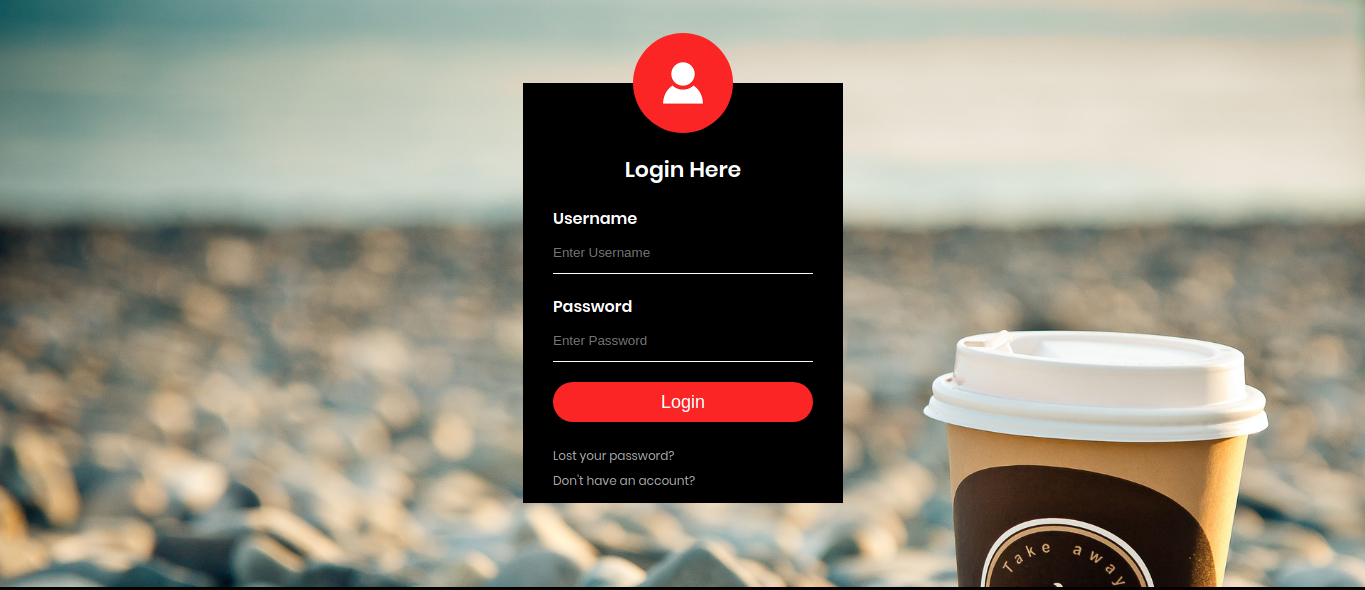 Login Here
Username
Enter Username
Password
Enter Password
Login
Lost your password?
Don't have an account?
Take away